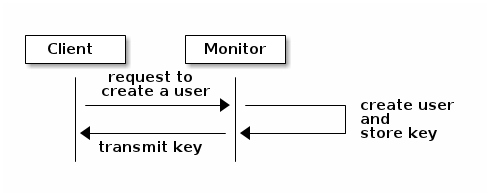 Client
Monitor
request to
create a user
create user
and
store key
transmit key